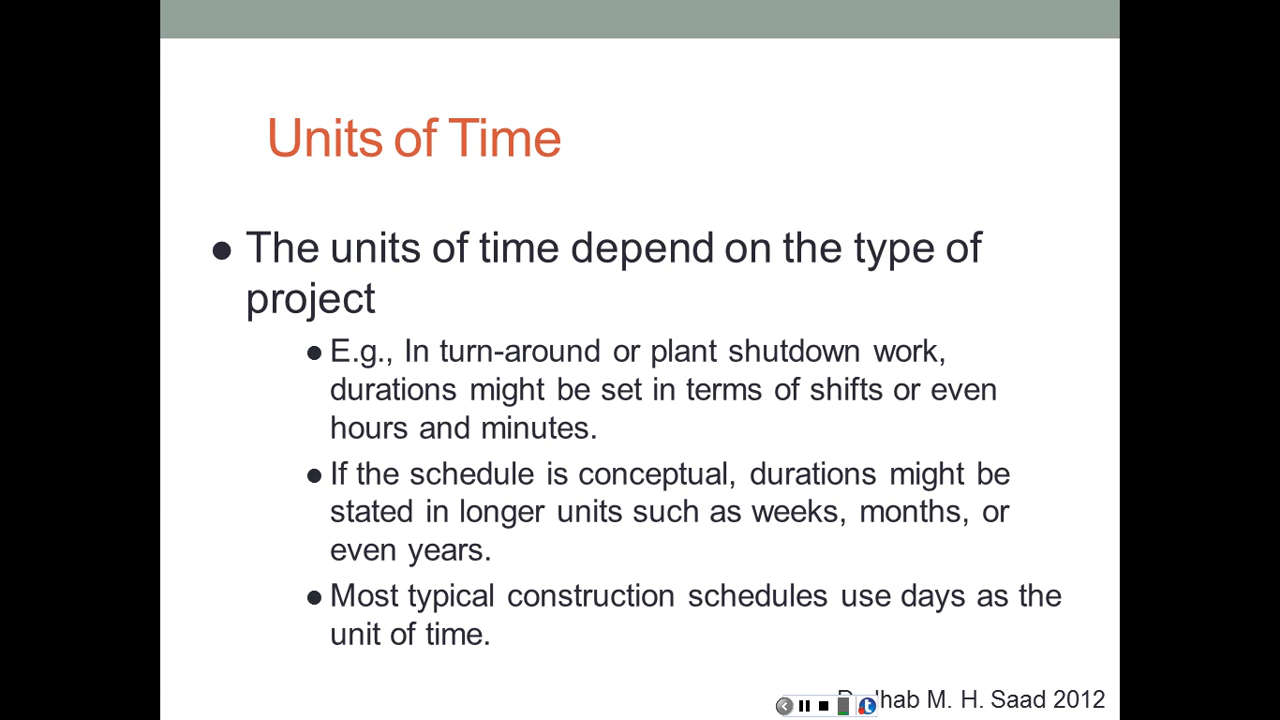 Units of Time
● The units of time depend on the type of
project
● E.g., In turn-around or plant shutdown work,
durations might be set in terms of shifts or even
hours and minutes.
● If the schedule is conceptual, durations might be
stated in longer units such as weeks, months, or
even years.
● Most typical construction schedules use days as the
unit of time.
M. H. Saad 2012